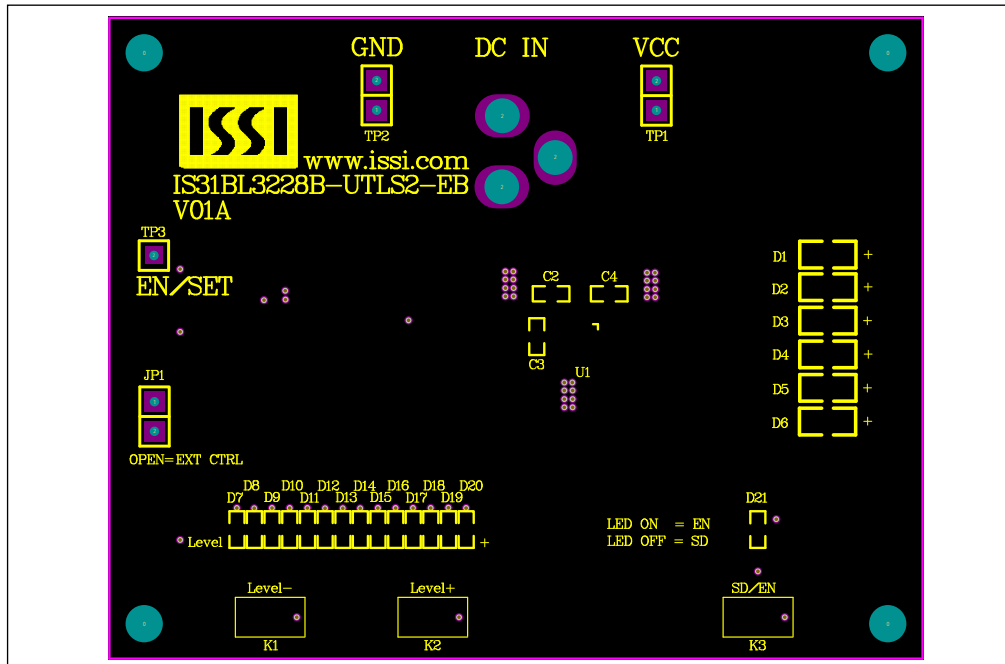 GND DC IN VCC
TP2 TP1
ISSI
www.issi.com
IS31BL3228B-UTLS2-EB
V01A
TP3
EN/SET
D1 +
C2 C4
D2 +
D3 +
D4 +
C3 U1
JP1
D5 +
D6 +
OPEN=EXT CTRL
D8 D10 D12 D14 D16 D18 D20
D7 D9 D11 D13 D15 D17 D19
D21
LED ON = EN
LED OFF = SD
Level +
Level- Level+ SD/EN
K1 K2 K3